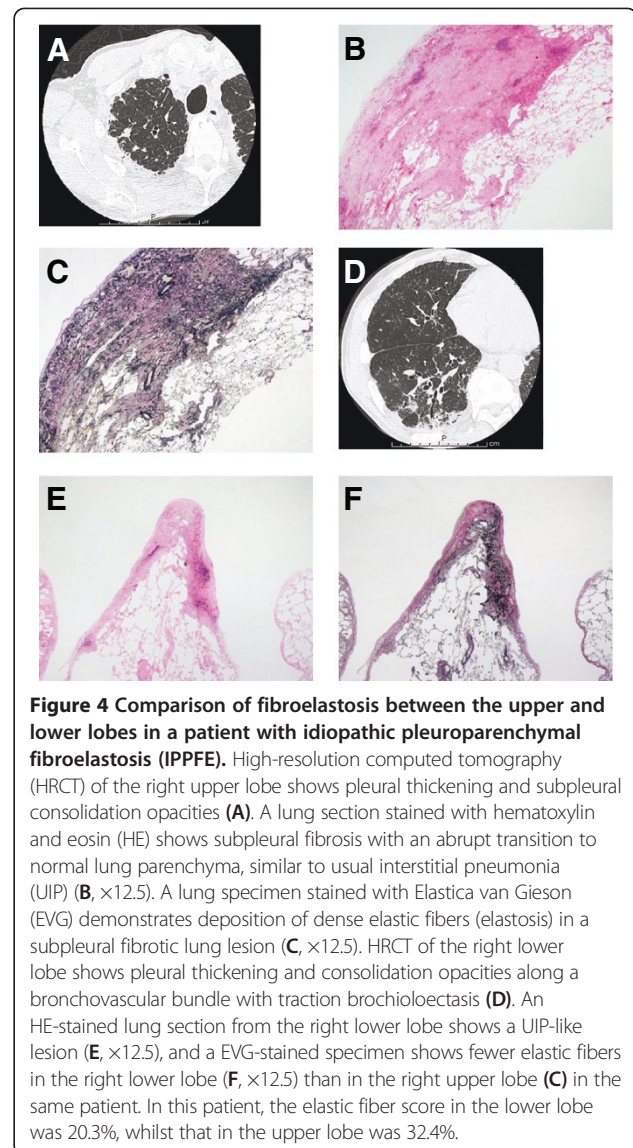 A
B
C
D
P
cm
E
F
Figure 4 Comparison of fibroelastosis between the upper and
lower lobes in a patient with idiopathic pleuroparenchymal
fibroelastosis (IPPFE). High-resolution computed tomography
(HRCT) of the right upper lobe shows pleural thickening and subpleural
consolidation opacities (A). A lung section stained with hematoxylin
and eosin (HE) shows subpleural fibrosis with an abrupt transition to
normal lung parenchyma, similar to usual interstitial pneumonia
(UIP) (B, ×12.5). A lung specimen stained with Elastica van Gieson
(EVG) demonstrates deposition of dense elastic fibers (elastosis) in a
subpleural fibrotic lung lesion (C, ×12.5). HRCT of the right lower
lobe shows pleural thickening and consolidation opacities along a
bronchovascular bundle with traction brochioloectasis (D). An
HE-stained lung section from the right lower lobe shows a UIP-like
lesion (E, ×12.5), and a EVG-stained specimen shows fewer elastic fibers
in the right lower lobe (F, ×12.5) than in the right upper lobe (C) in the
same patient. In this patient, the elastic fiber score in the lower lobe
was 20.3%, whilst that in the upper lobe was 32.4%.